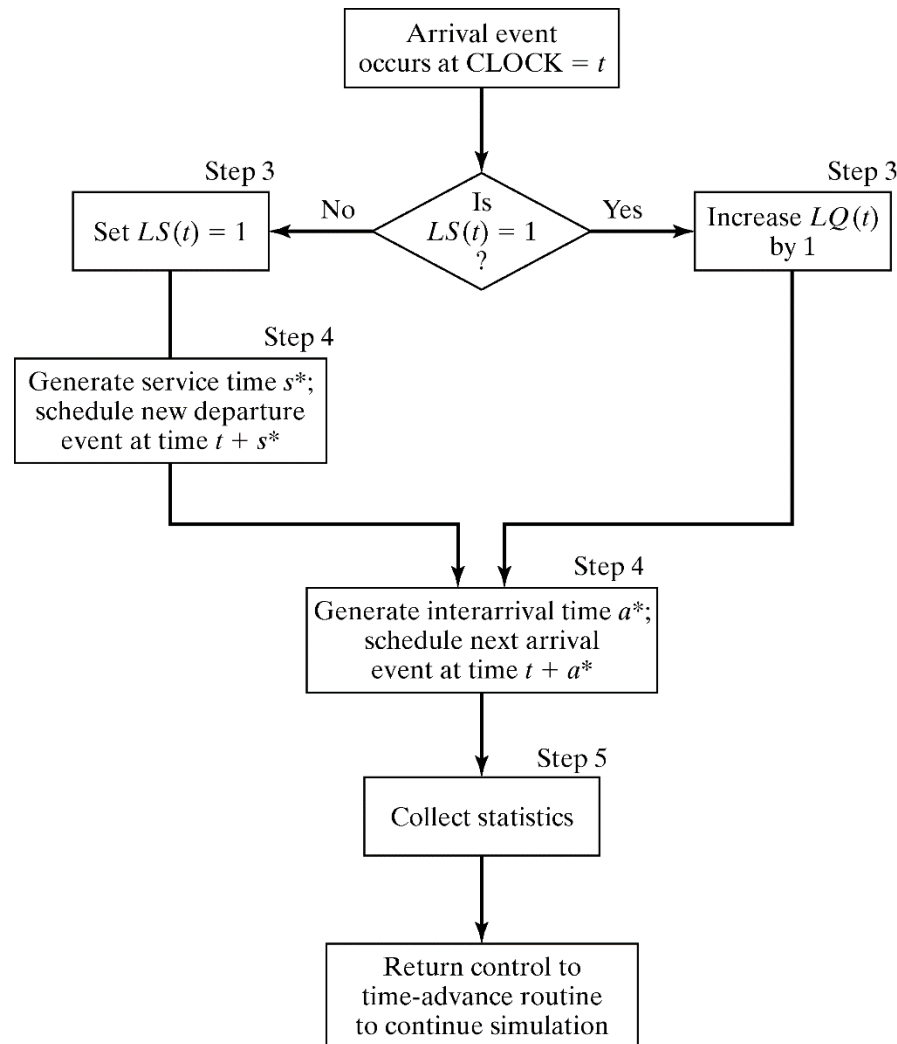 Arrival event
occurs at CLOCK = t
Step 3
Set LS(t) = 1
No
Is
LS(t) = 1
?
Yes
Step 3
Increase LQ(t)
by 1
Step 4
Generate service time s*;
schedule new departure
event at time t + s*
Step 4
Generate interarrival time a*;
schedule next arrival
event at time t + a*
Step 5
Collect statistics
Return control to
time-advance routine
to continue simulation